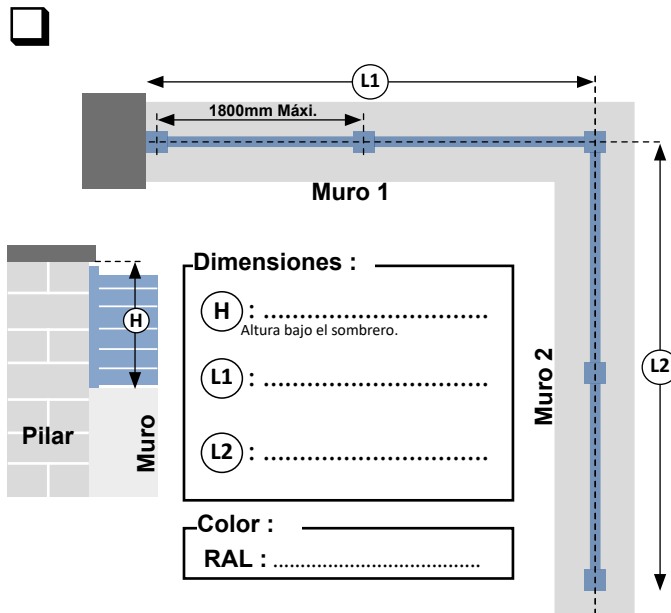 L1
1800mm Máxi.
Muro 1
Dimensiones :
H : ..................................
Altura bajo el sombrero.
L1 : ..................................
L2 : ..................................
Color :
RAL : ......................................
H
Pilar
Muro
Muro 2
L2